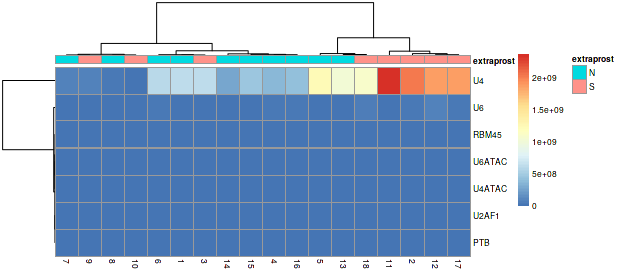 extraprost
U4
U6
RBM45
U6ATAC
U4ATAC
U2AF1
PTB
7 9 8 10 6 1 3 14 15 4 16 5 13 18 11 2 12 17
2e+09
1.5e+09
1e+09
5e+08
0
extraprost
N
S